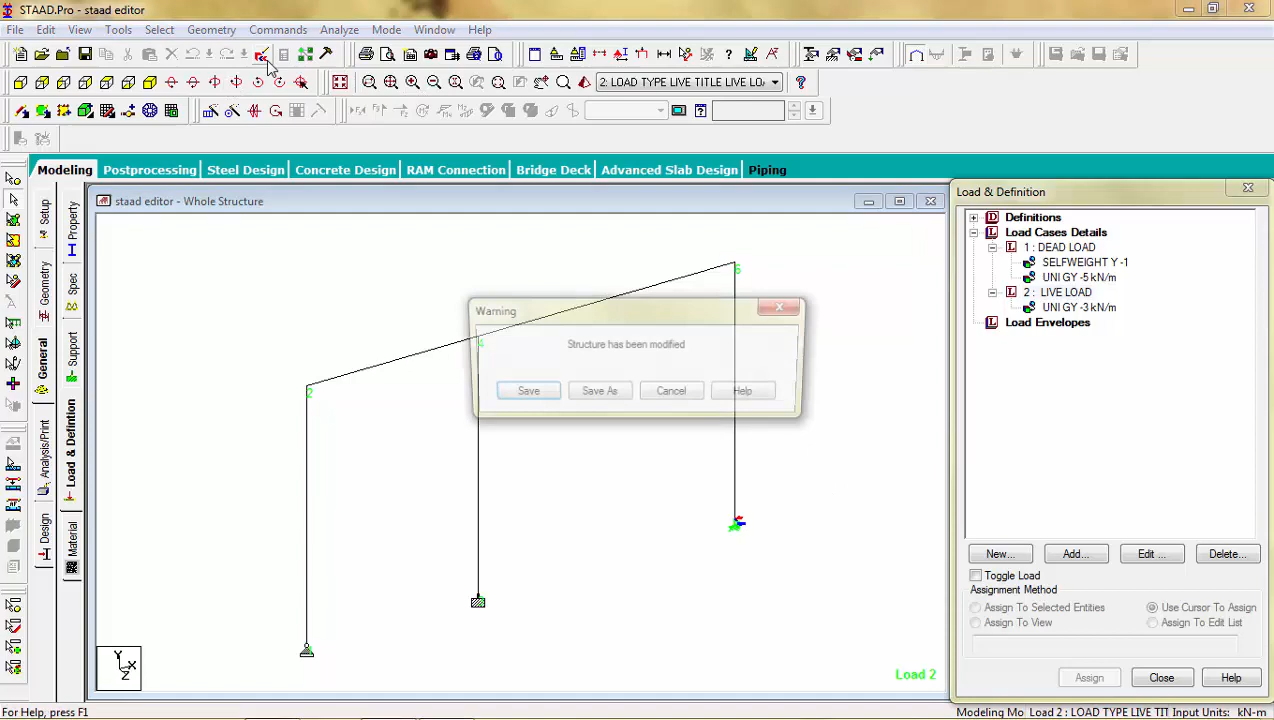 STAAD.Pro - staad editor
File Edit View Tools Select Geometry Commands Analyze Mode Window Help
2: LOAD TYPE LIVE TITLE LIVE LO
Modeling Postprocessing Steel Design Concrete Design RAM Connection Bridge Deck Advanced Slab Design Piping
staad editor - Whole Structure
Load & Definition
Setup
Geometry
General
Analysis/Print
Design
Property
Spec
Support
Load & Definition
Material
2
4
6
Warning
Structure has been modified
Save Save As Cancel Help
Load 2
Y
X
Z
Definitions
Load Cases Details
1 : DEAD LOAD
SELFWEIGHT Y -1
UNI GY -5 kN/m
2 : LIVE LOAD
UNI GY -3 kN/m
Load Envelopes
New... Add... Edit ... Delete...
Toggle Load
Assignment Method
Assign To Selected Entities Use Cursor To Assign
Assign To View Assign To Edit List
Assign Close Help
For Help, press F1
Modeling Mo Load 2 : LOAD TYPE LIVE TIT Input Units: kN-m